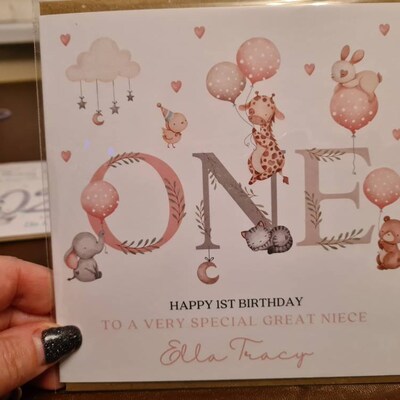 ONE
HAPPY 1ST BIRTHDAY
TO A VERY SPECIAL GREAT NIECE
Ella Tracy